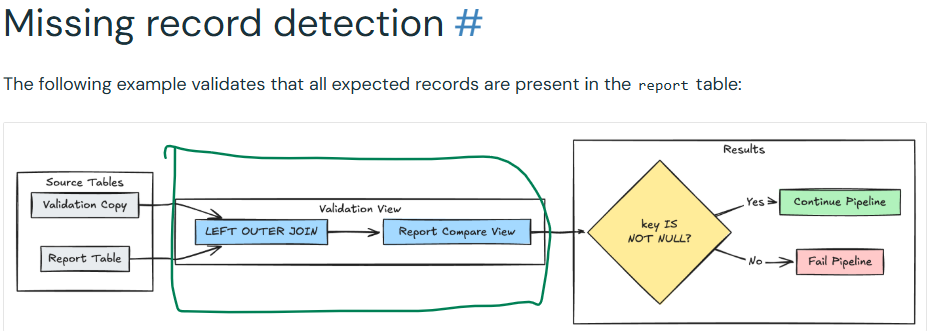 Missing record detection #
The following example validates that all expected records are present in the report table:
Source Tables
Validation Copy
Report Table
Validation View
LEFT OUTER JOIN
Report Compare View
Results
key IS
NOT NULL?
Yes
Continue Pipeline
No
Fail Pipeline